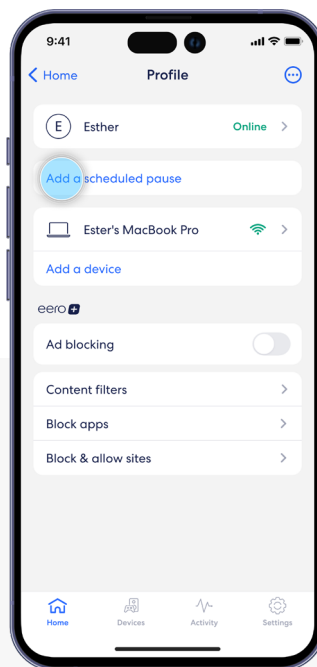 9:41
Home
Profile
E
Esther
Online
Add a scheduled pause
Ester's MacBook Pro
Add a device
eero+
Ad blocking
Content filters
Block apps
Block & allow sites
Home
Devices
Activity
Settings